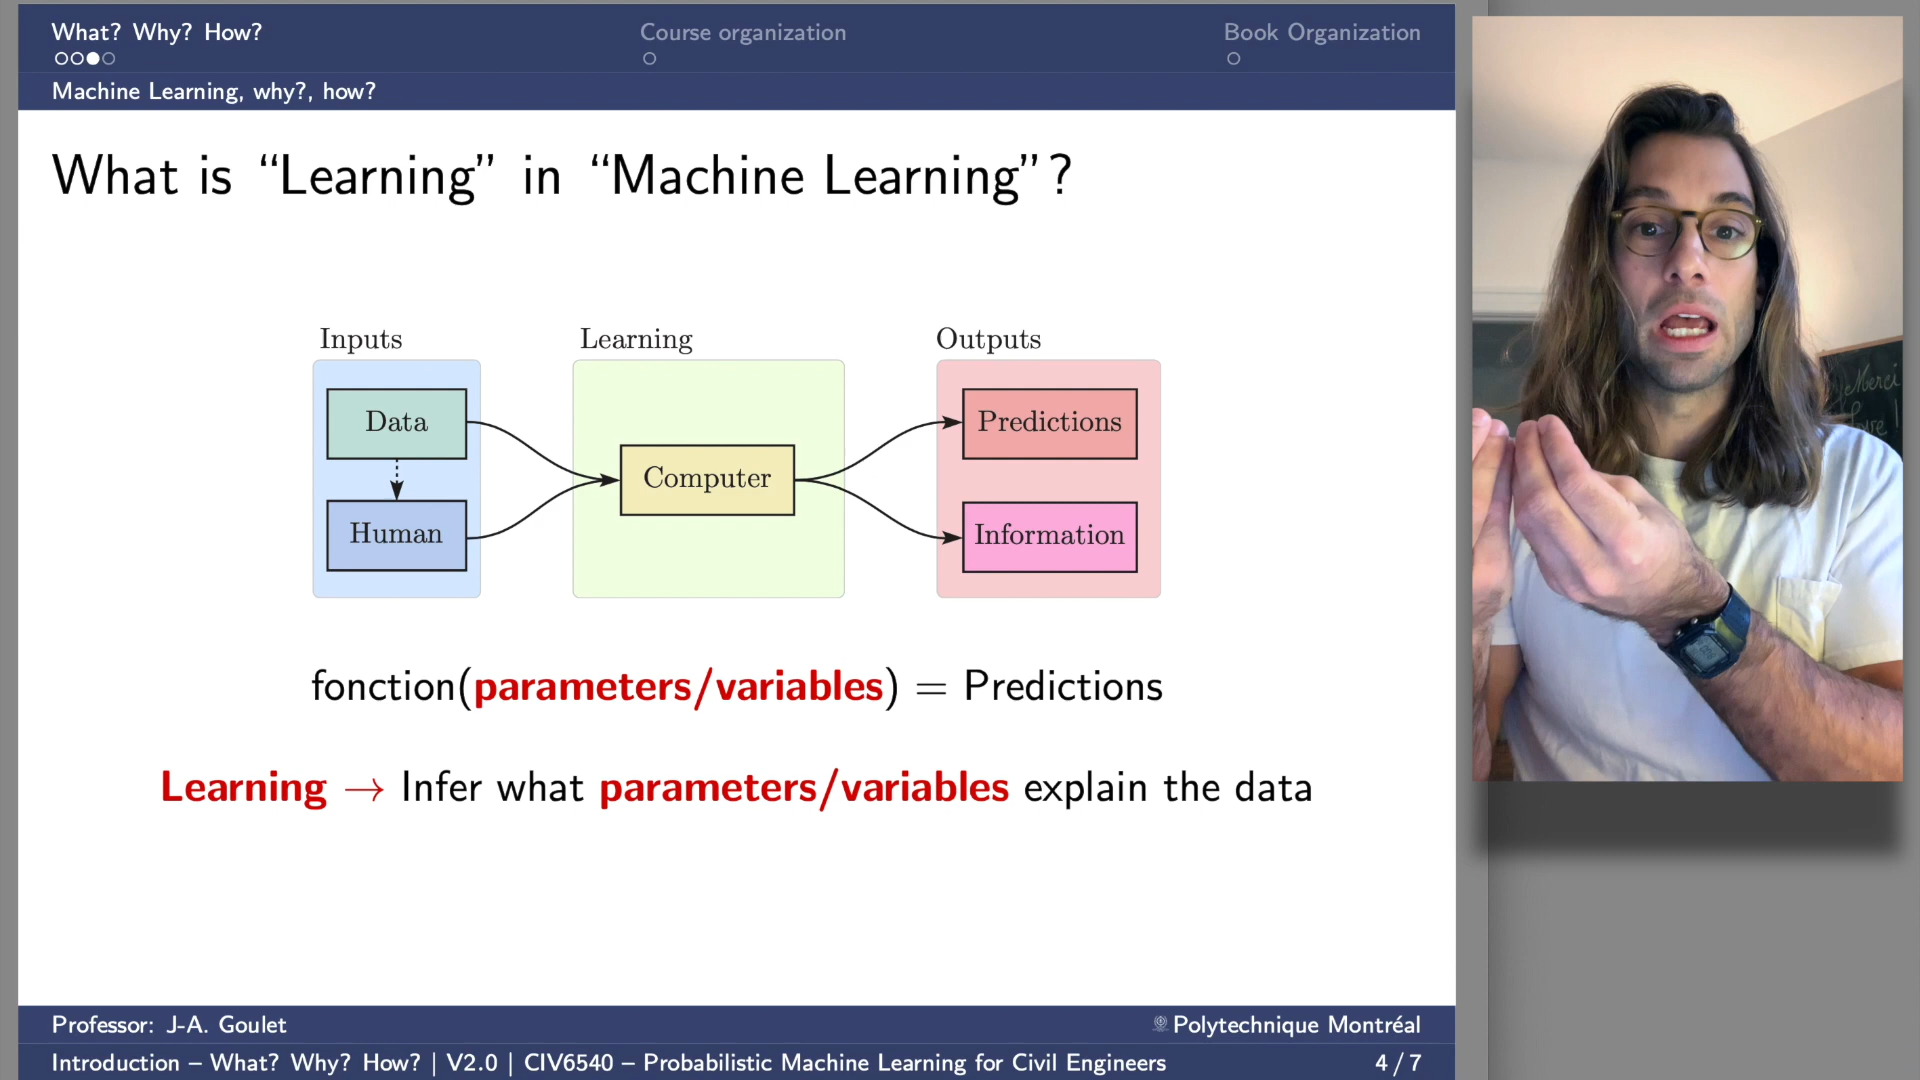 What? Why? How?
Course organization
Book Organization
Machine Learning, why?, how?
What is “Learning” in “Machine Learning”?
Inputs
Learning
Outputs
Data
Predictions
Computer
Human
Information
fonction(parameters/variables) = Predictions
Learning → Infer what parameters/variables explain the data
Merci
Professor: J-A. Goulet
Polytechnique Montréal
Introduction – What? Why? How? | V2.0 | CIV6540 – Probabilistic Machine Learning for Civil Engineers
4 / 7